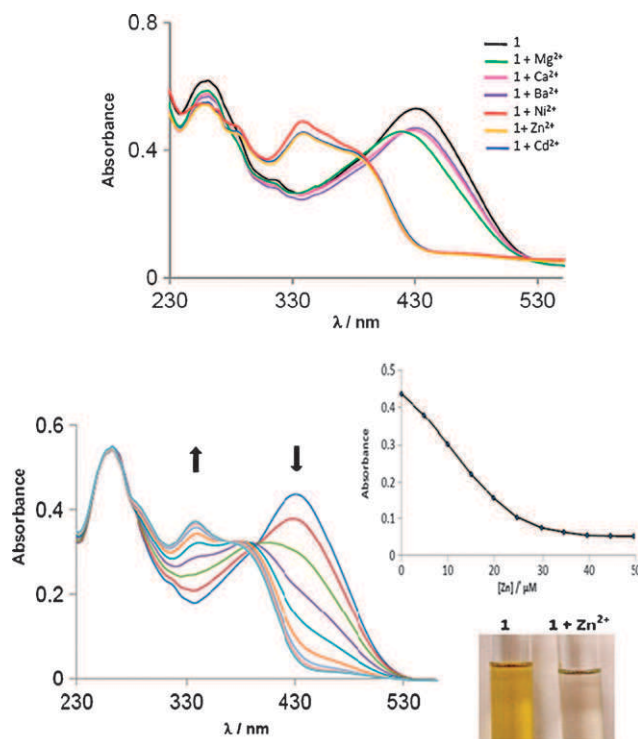 0.8
1
1 + Mg²⁺
1 + Ca²⁺
1 + Ba²⁺
1 + Ni²⁺
1+ Zn²⁺
1 + Cd²⁺
Absorbance
0.4
0
230 330 430 530
λ / nm
0.6
Absorbance
0.4
0.2
0
230 330 430 530
λ / nm
0.5
0.4
Absorbance
0.3
0.2
0.1
0
0 10 20 30 40 50
[Zn] / μM
1 1 + Zn²⁺